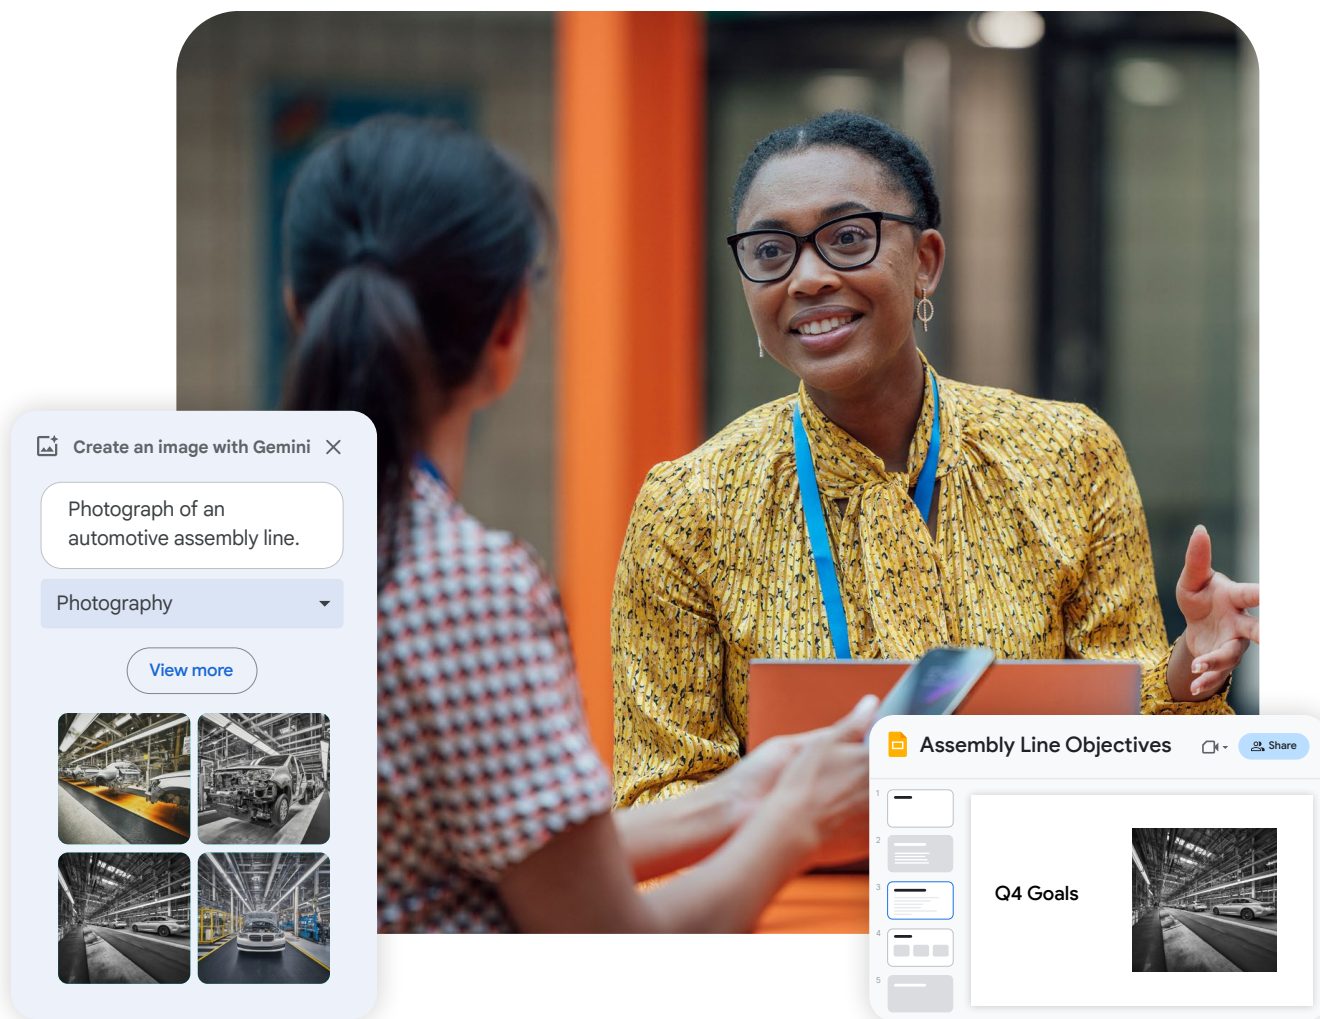 Create an image with Gemini
Photograph of an
automotive assembly line.
Photography
View more
Assembly Line Objectives
Share
1
2
3
4
5
Q4 Goals